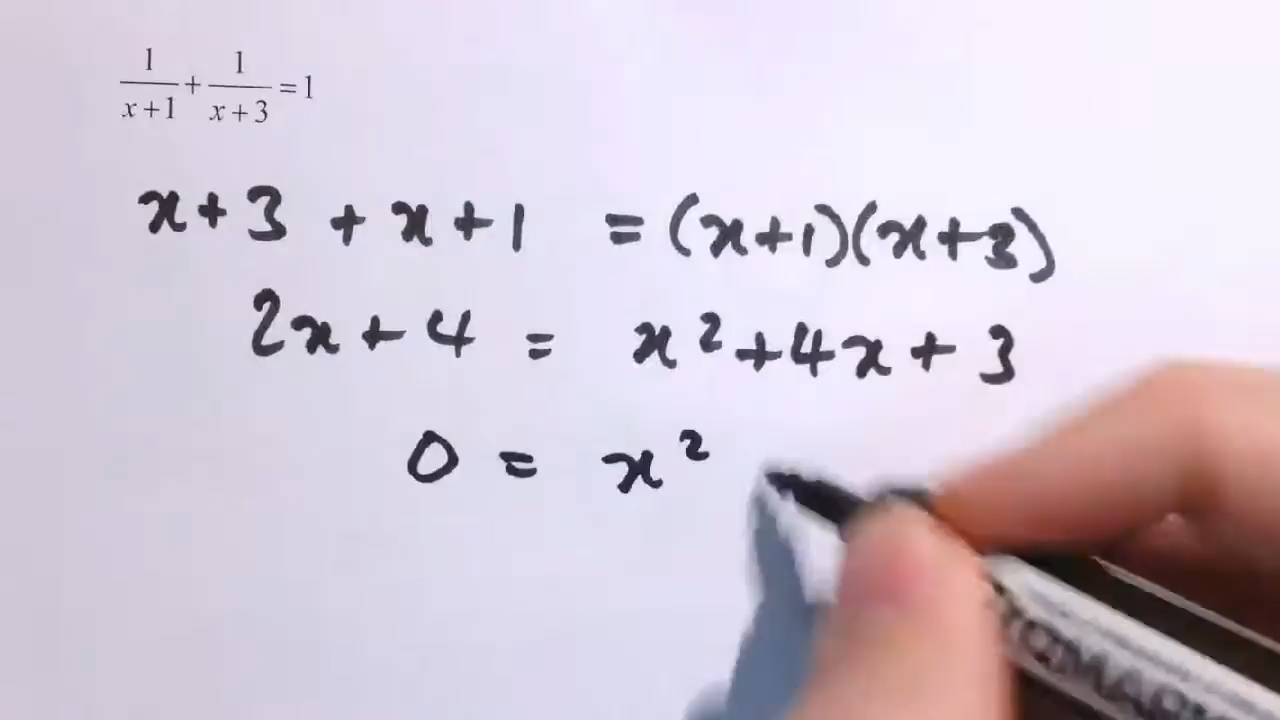 1/(x+1) + 1/(x+3) = 1
x+3 + x+1 = (x+1)(x+3)
2x+4 = x²+4x+3
0 = x²